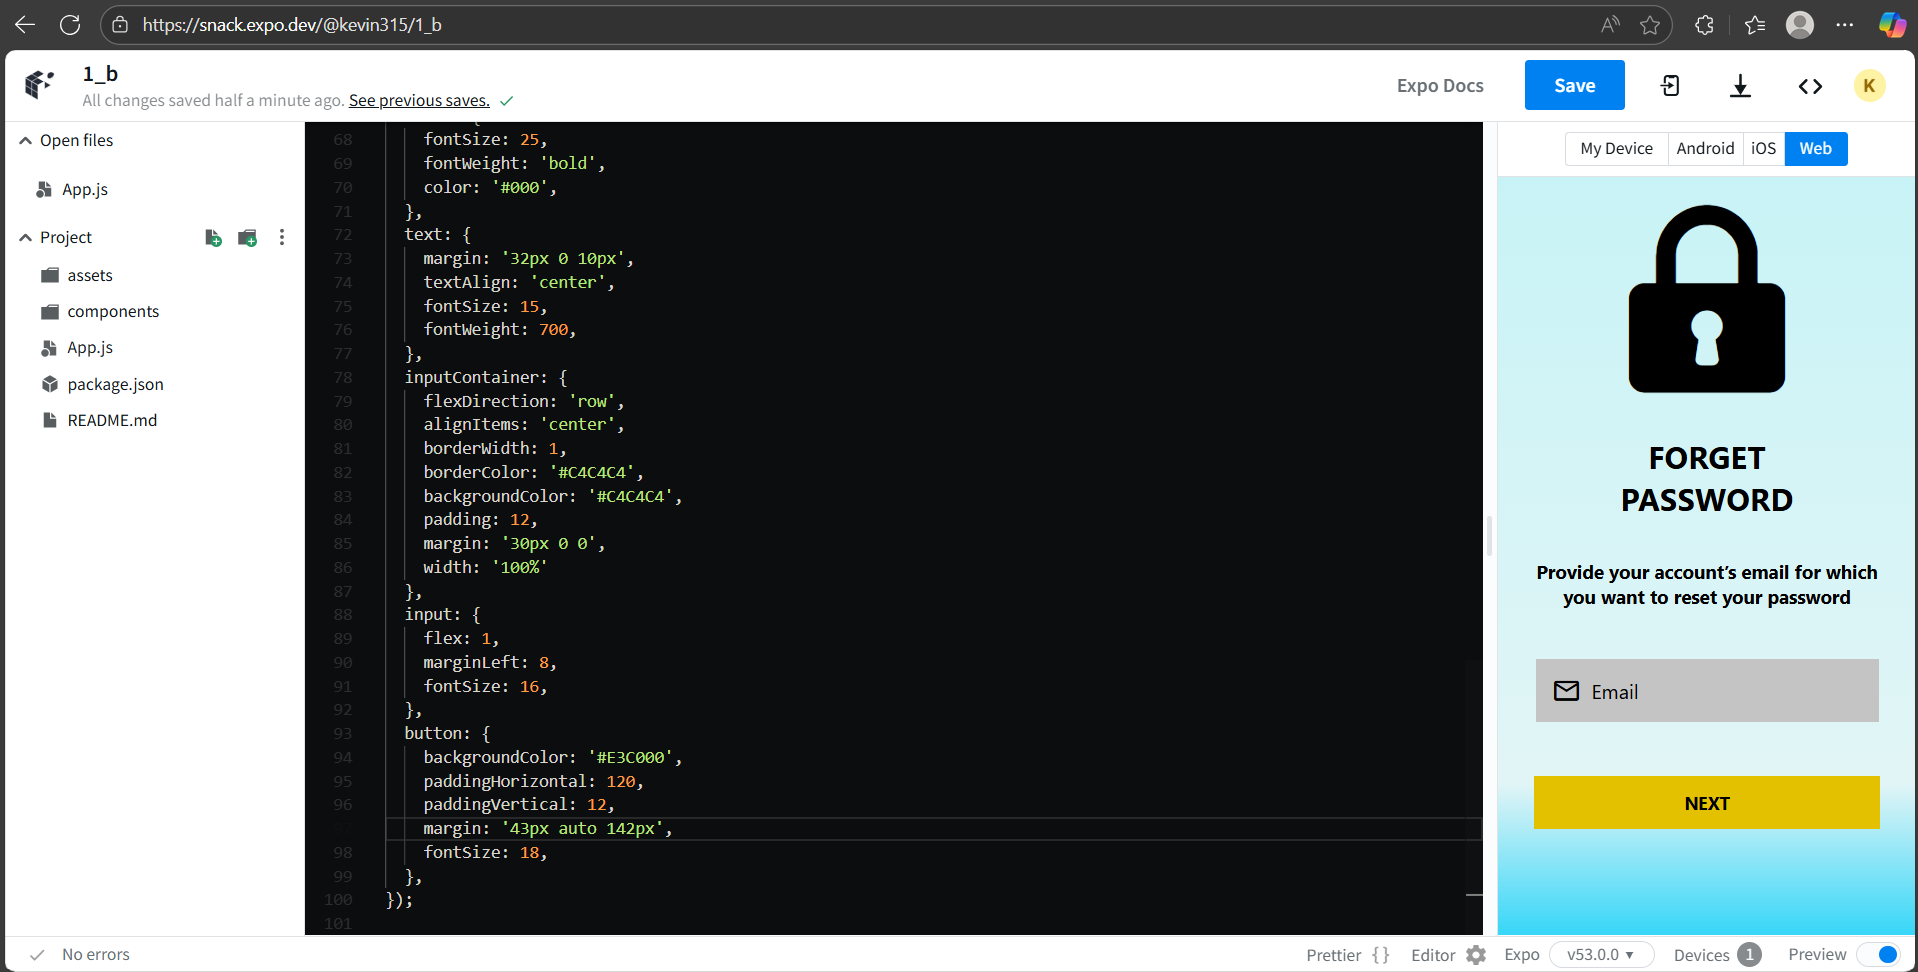 https://snack.expo.dev/@kevin315/1_b
1_b
All changes saved half a minute ago. See previous saves.
Expo Docs
Save
K
Open files
App.js
Project
assets
components
App.js
package.json
README.md
68 fontSize: 25,
69 fontWeight: 'bold',
70 color: '#000',
71 },
72 text: {
73 margin: '32px 0 10px',
74 textAlign: 'center',
75 fontSize: 15,
76 fontWeight: 700,
77 },
78 inputContainer: {
79 flexDirection: 'row',
80 alignItems: 'center',
81 borderWidth: 1,
82 borderColor: '#C4C4C4',
83 backgroundColor: '#C4C4C4',
84 padding: 12,
85 margin: '30px 0 0',
86 width: '100%'
87 },
88 input: {
89 flex: 1,
90 marginLeft: 8,
91 fontSize: 16,
92 },
93 button: {
94 backgroundColor: '#E3C000',
95 paddingHorizontal: 120,
96 paddingVertical: 12,
margin: '43px auto 142px',
98 fontSize: 18,
99 },
100 });
101
My Device
Android
iOS
Web
FORGET
PASSWORD
Provide your account’s email for which
you want to reset your password
Email
NEXT
No errors
Prettier { }
Editor
Expo
v53.0.0
Devices 1
Preview